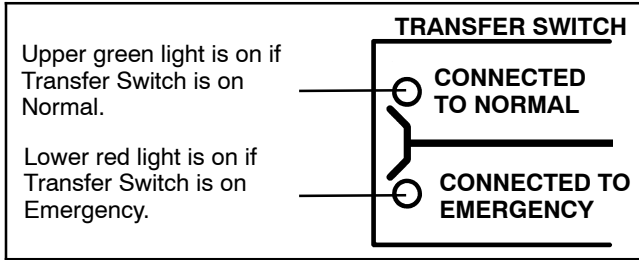 Upper green light is on if
Transfer Switch is on
Normal.
Lower red light is on if
Transfer Switch is on
Emergency.
TRANSFER SWITCH
CONNECTED
TO NORMAL
CONNECTED TO
EMERGENCY